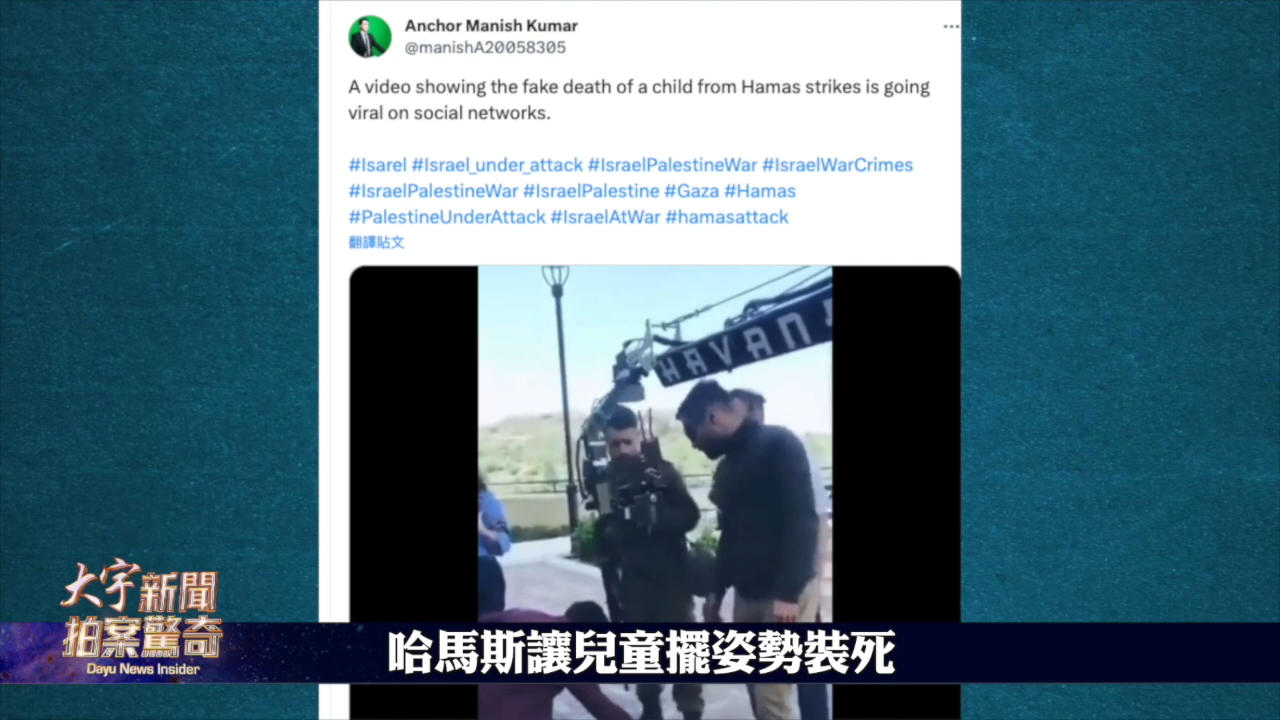 Anchor Manish Kumar
@manishA20058305
A video showing the fake death of a child from Hamas strikes is going
viral on social networks.
#Isarel #Israel_under_attack #IsraelPalestineWar #IsraelWarCrimes
#IsraelPalestineWar #IsraelPalestine #Gaza #Hamas
#PalestineUnderAttack #IsraelAtWar #hamasattack
翻譯貼文
HAVAN
大宇新聞
拍案驚奇
Dayu News Insider
哈馬斯讓兒童擺姿勢裝死